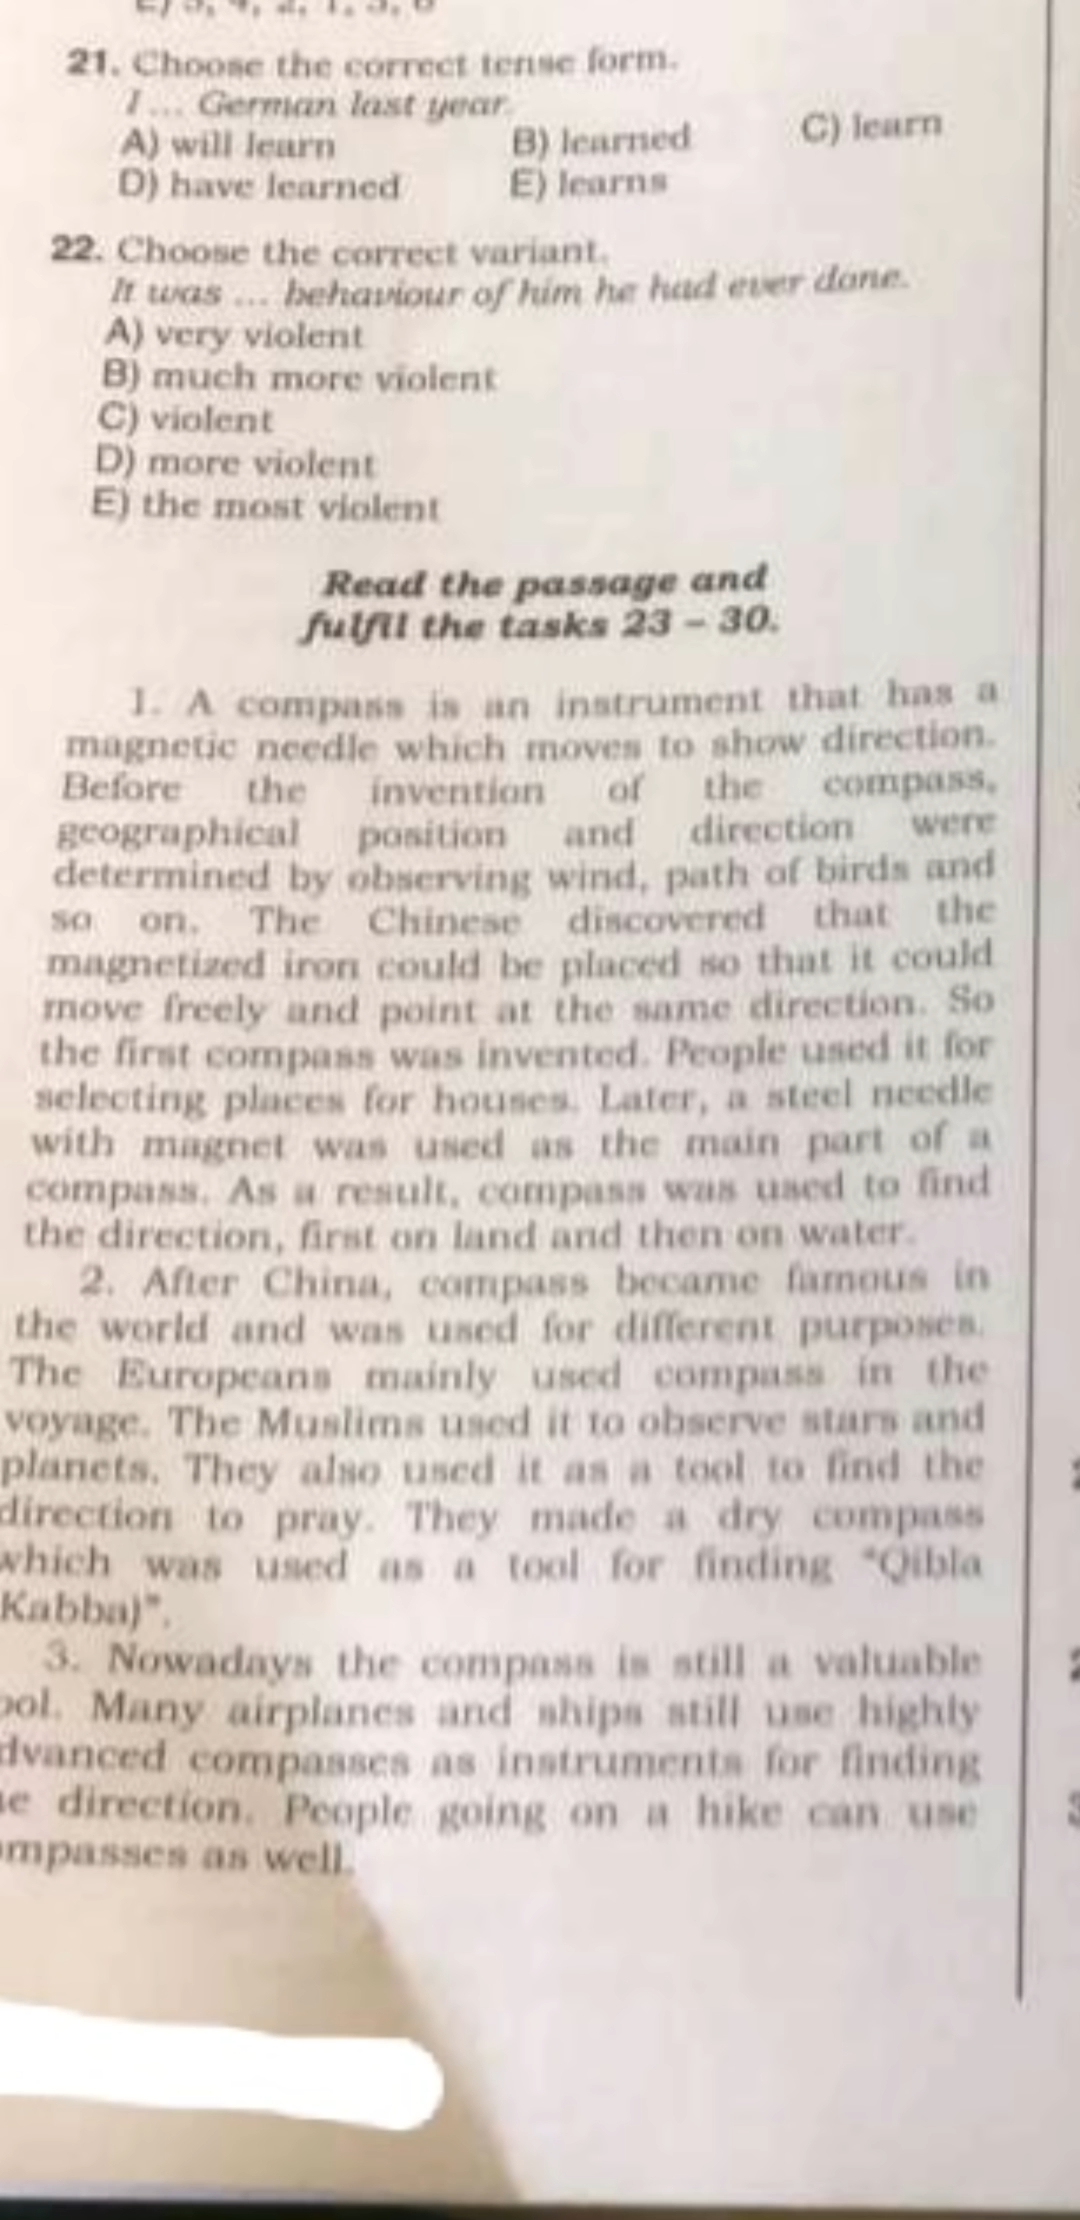 21. Choose the correct tense form.
I ... German last year.
A) will learn B) learned C) learn
D) have learned E) learns
22. Choose the correct variant.
It was ... behaviour of him he had ever done.
A) very violent
B) much more violent
C) violent
D) more violent
E) the most violent
Read the passage and
fulfil the tasks 23 – 30.
1. A compass is an instrument that has a
magnetic needle which moves to show direction.
Before the invention of the compass,
geographical position and direction were
determined by observing wind, path of birds and
so on. The Chinese discovered that the
magnetized iron could be placed so that it could
move freely and point at the same direction. So
the first compass was invented. People used it for
selecting places for houses. Later, a steel needle
with magnet was used as the main part of a
compass. As a result, compass was used to find
the direction, first on land and then on water.
2. After China, compass became famous in
the world and was used for different purposes.
The Europeans mainly used compass in the
voyage. The Muslims used it to observe stars and
planets. They also used it as a tool to find the
direction to pray. They made a dry compass
which was used as a tool for finding "Qibla
Kabba)".
3. Nowadays the compass is still a valuable
ool. Many airplanes and ships still use highly
dvanced compasses as instruments for finding
e direction. People going on a hike can use
mpasses as well.